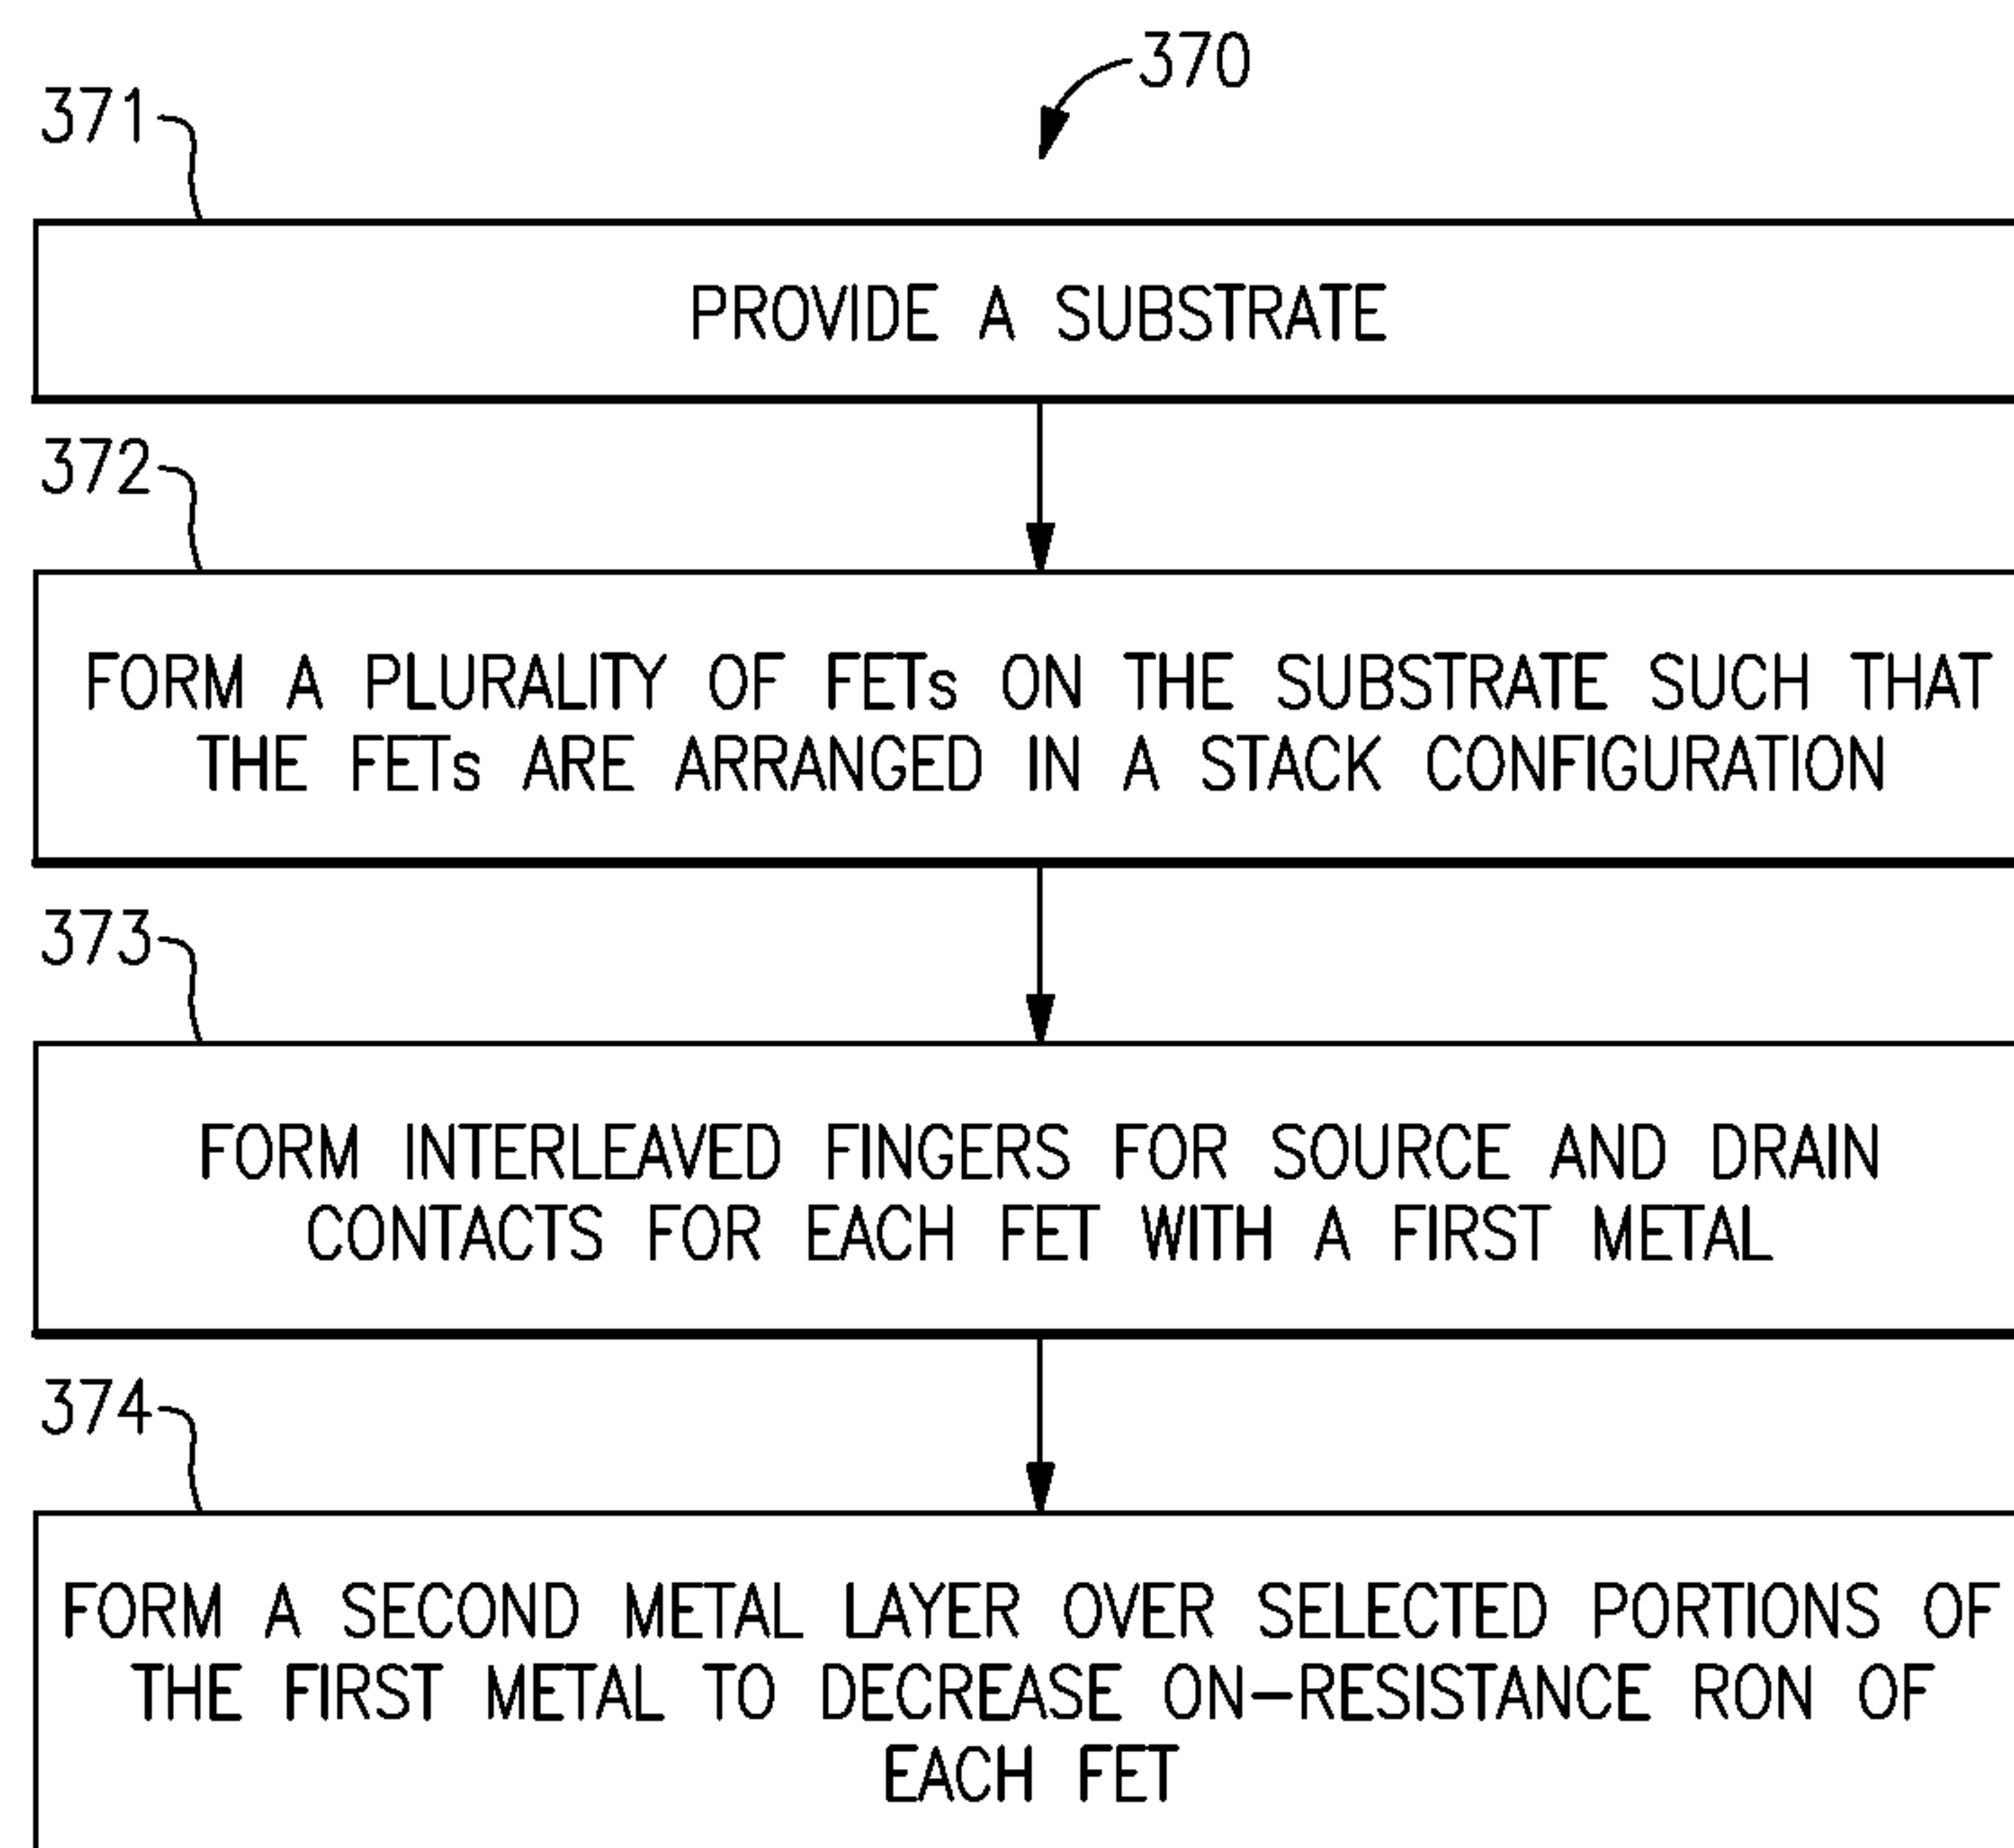 370
371
PROVIDE A SUBSTRATE
372
FORM A PLURALITY OF FETs ON THE SUBSTRATE SUCH THAT
THE FETs ARE ARRANGED IN A STACK CONFIGURATION
373
FORM INTERLEAVED FINGERS FOR SOURCE AND DRAIN
CONTACTS FOR EACH FET WITH A FIRST METAL
374
FORM A SECOND METAL LAYER OVER SELECTED PORTIONS OF
THE FIRST METAL TO DECREASE ON-RESISTANCE RON OF
EACH FET